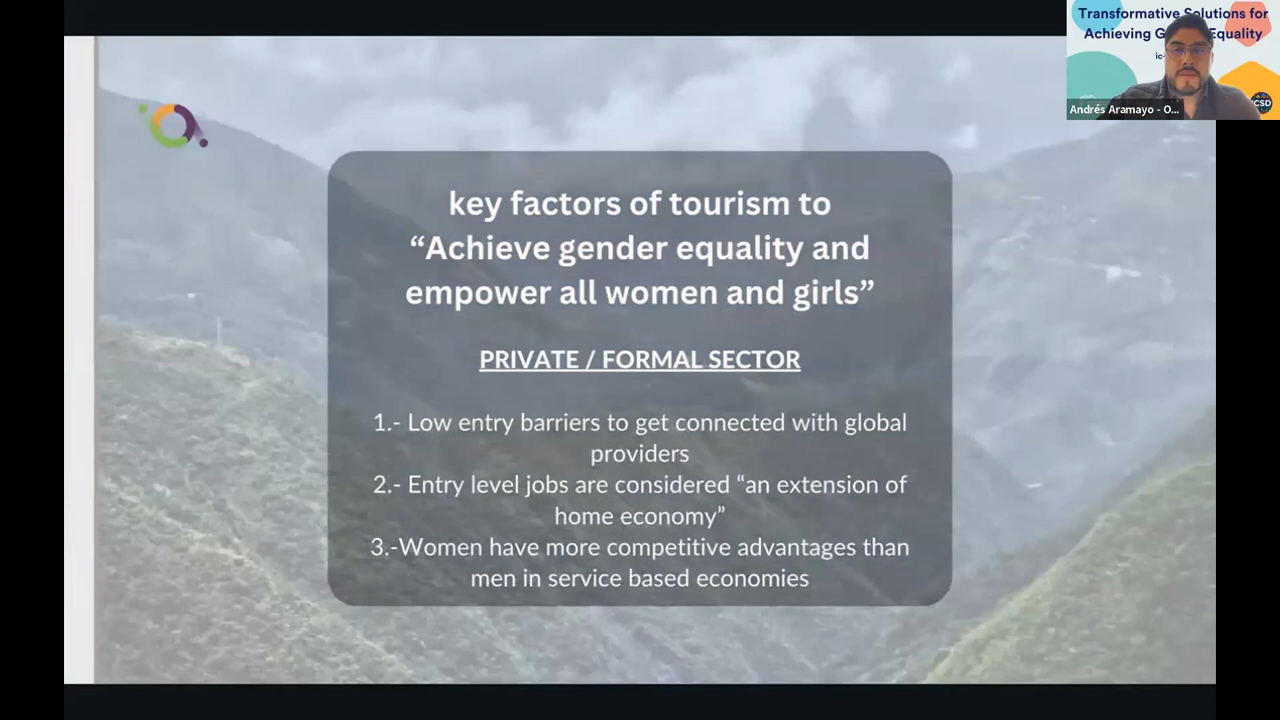 key factors of tourism to
“Achieve gender equality and
empower all women and girls”
PRIVATE / FORMAL SECTOR
1.- Low entry barriers to get connected with global
providers
2.- Entry level jobs are considered “an extension of
home economy”
3.-Women have more competitive advantages than
men in service based economies
Transformative Solutions for
Achieving Equality
Andrés Aramayo - O...